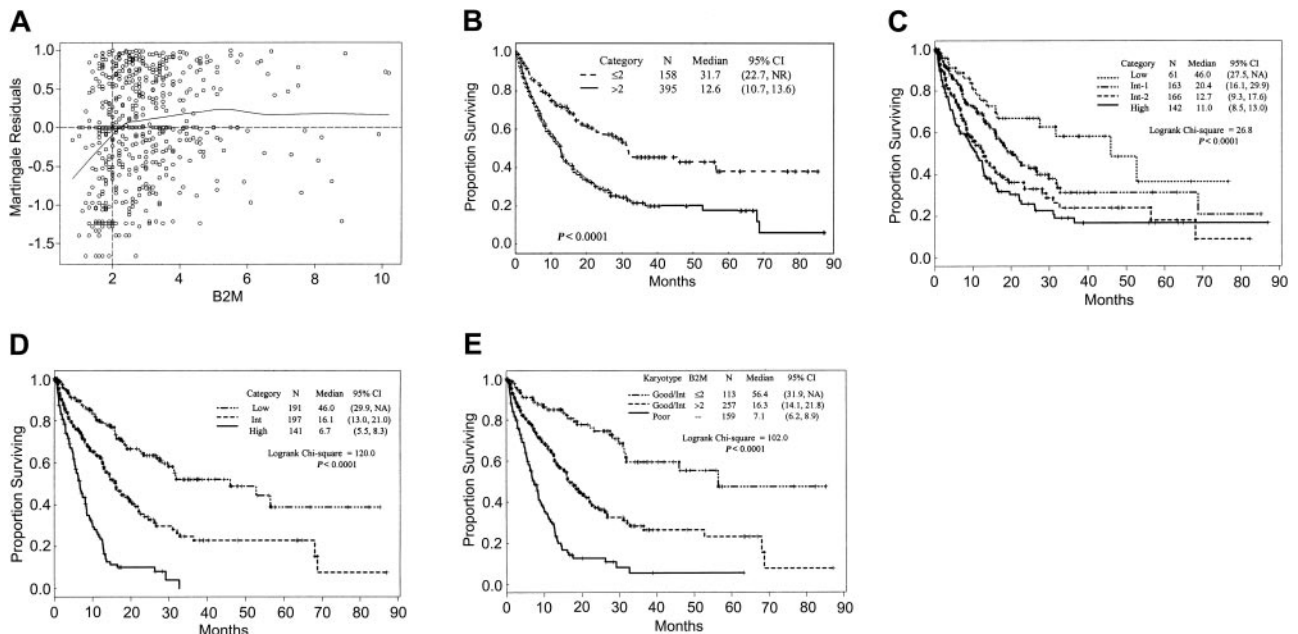 A
Martingale Residuals
1.0
0.5
0.0
-0.5
-1.0
-1.5
0 2 4 6 8 10
B2M
B
Proportion Surviving
1.0
0.8
0.6
0.4
0.2
0.0
Category N Median 95% CI
≤2 158 31.7 (22.7, NR)
>2 395 12.6 (10.7, 13.6)
P < 0.0001
0 10 20 30 40 50 60 70 80 90
Months
C
Proportion Surviving
1.0
0.8
0.6
0.4
0.2
0.0
Category N Median 95% CI
Low 61 46.0 (27.5, NA)
Int-1 163 20.4 (16.1, 29.9)
Int-2 166 12.7 (9.3, 17.6)
High 142 11.0 (8.5, 13.0)
Logrank Chi-square = 26.8
P < 0.0001
0 10 20 30 40 50 60 70 80 90
Months
D
Proportion Surviving
1.0
0.8
0.6
0.4
0.2
0.0
Category N Median 95% CI
Low 191 46.0 (29.9, NA)
Int 197 16.1 (13.0, 21.0)
High 141 6.7 (5.5, 8.3)
Logrank Chi-square = 120.0
P < 0.0001
0 10 20 30 40 50 60 70 80 90
Months
E
Proportion Surviving
1.0
0.8
0.6
0.4
0.2
0.0
Karyotype B2M N Median 95% CI
Good/Int ≤2 113 56.4 (31.9, NA)
Good/Int >2 257 16.3 (14.1, 21.8)
Poor -- 159 7.1 (6.2, 8.9)
Logrank Chi-square = 102.0
P < 0.0001
0 10 20 30 40 50 60 70 80 90
Months